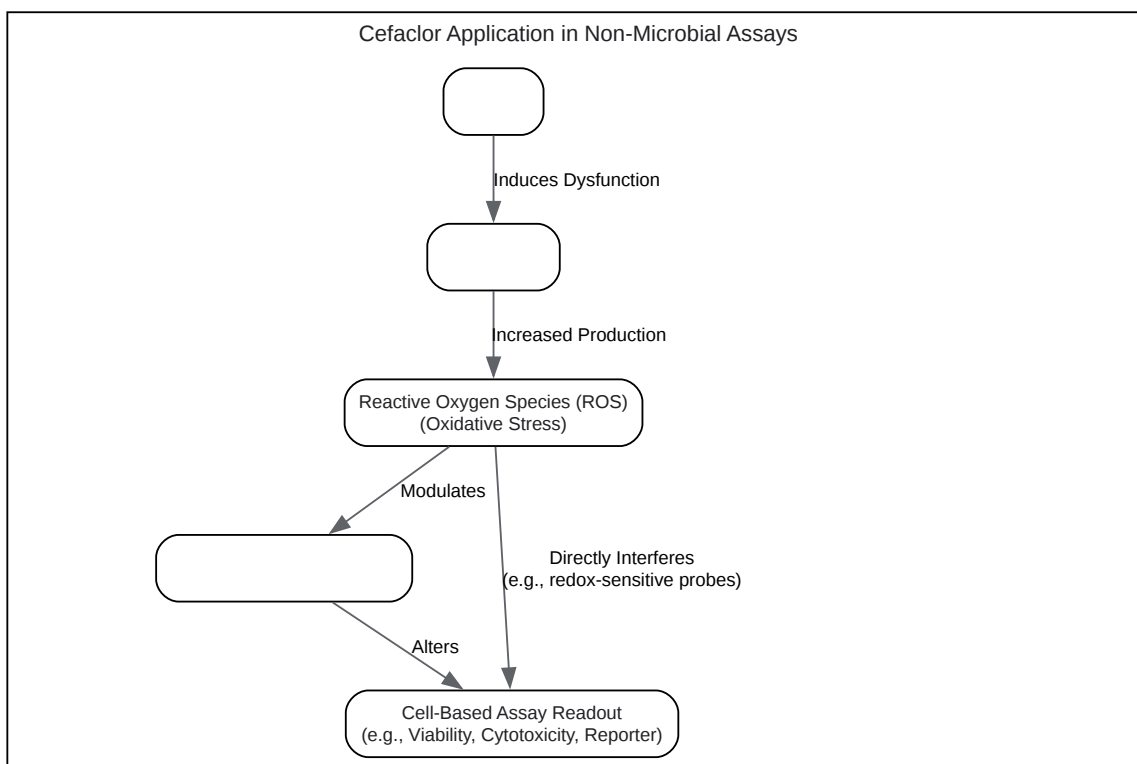 Cefaclor Application in Non-Microbial Assays
Induces Dysfunction
Increased Production
Reactive Oxygen Species (ROS)
(Oxidative Stress)
Modulates
Directly Interferes
(e.g., redox-sensitive probes)
Alters
Cell-Based Assay Readout
(e.g., Viability, Cytotoxicity, Reporter)